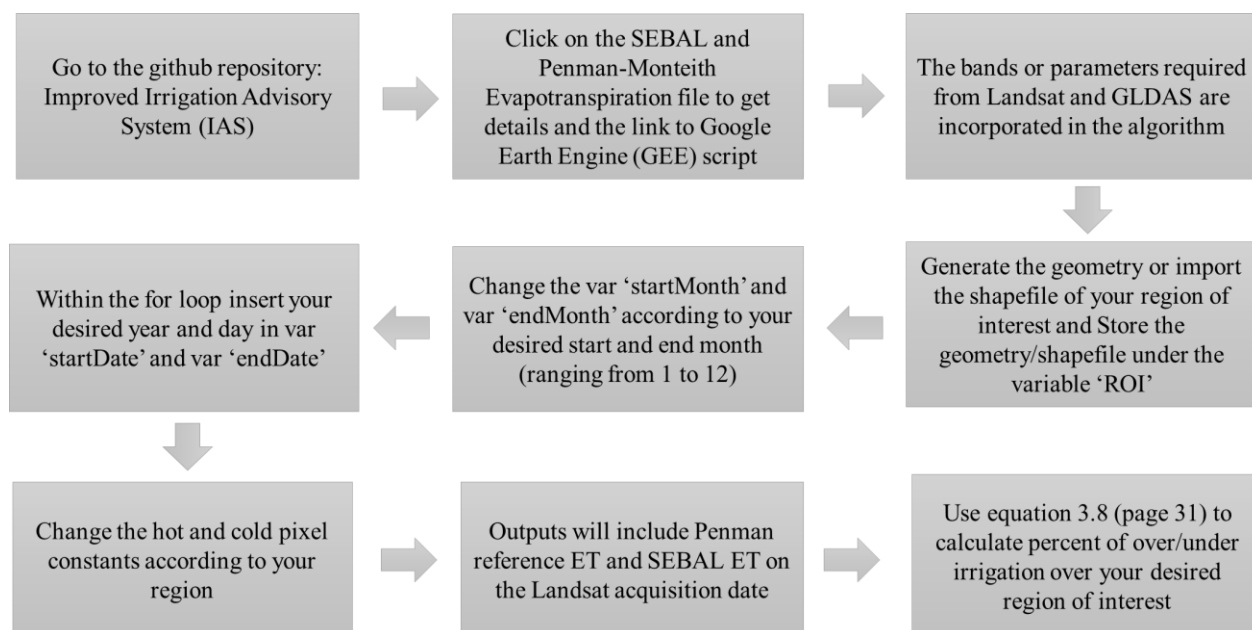 Go to the github repository:
Improved Irrigation Advisory
System (IAS)
Click on the SEBAL and
Penman-Monteith
Evapotranspiration file to get
details and the link to Google
Earth Engine (GEE) script
The bands or parameters required
from Landsat and GLDAS are
incorporated in the algorithm
Generate the geometry or import
the shapefile of your region of
interest and Store the
geometry/shapefile under the
variable ‘ROI’
Change the var ‘startMonth’ and
var ‘endMonth’ according to your
desired start and end month
(ranging from 1 to 12)
Within the for loop insert your
desired year and day in var
‘startDate’ and var ‘endDate’
Change the hot and cold pixel
constants according to your
region
Outputs will include Penman
reference ET and SEBAL ET on
the Landsat acquisition date
Use equation 3.8 (page 31) to
calculate percent of over/under
irrigation over your desired
region of interest